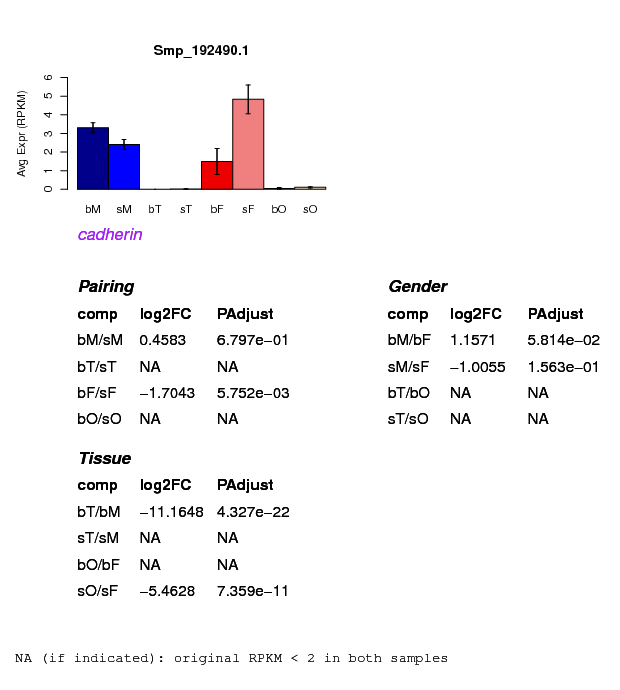 Smp_192490.1
Avg Expr (RPKM)
0 1 2 3 4 5 6
bM sM bT sT bF sF bO sO
cadherin
Pairing
comp log2FC PAdjust
bM/sM 0.4583 6.797e−01
bT/sT NA NA
bF/sF −1.7043 5.752e−03
bO/sO NA NA
Gender
comp log2FC PAdjust
bM/bF 1.1571 5.814e−02
sM/sF −1.0055 1.563e−01
bT/bO NA NA
sT/sO NA NA
Tissue
comp log2FC PAdjust
bT/bM −11.1648 4.327e−22
sT/sM NA NA
bO/bF NA NA
sO/sF −5.4628 7.359e−11
NA (if indicated): original RPKM < 2 in both samples